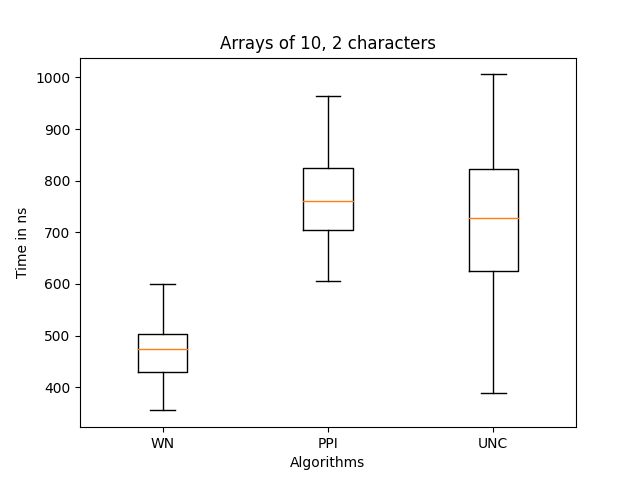 Arrays of 10, 2 characters
1000
900
800
700
600
500
400
Time in ns
WN
PPI
UNC
Algorithms